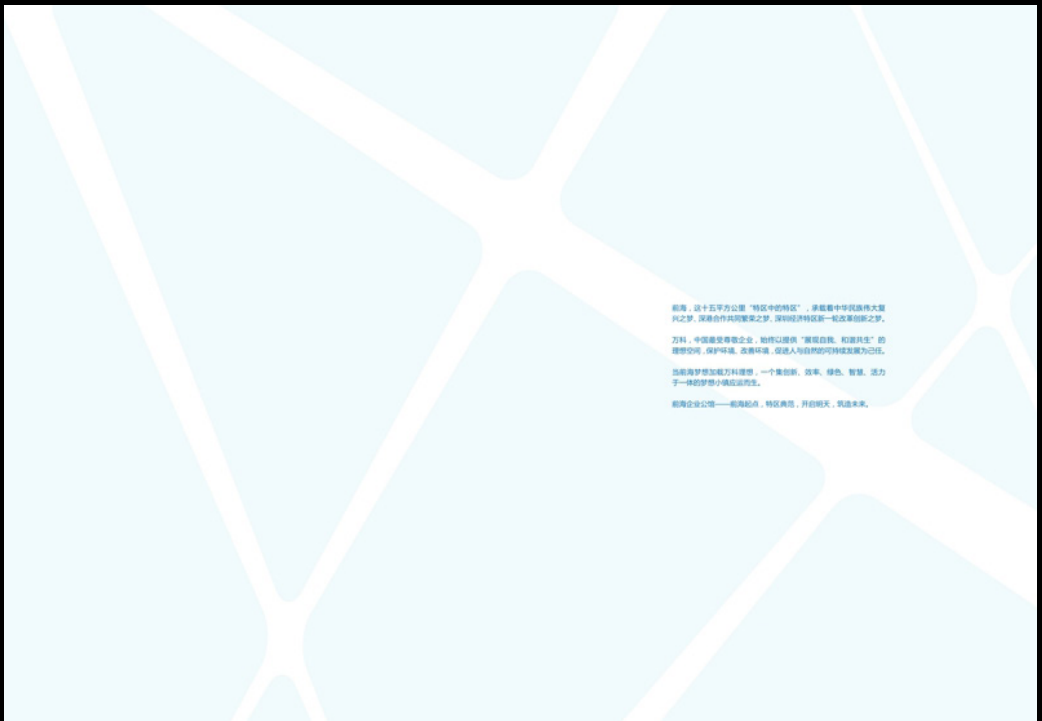 前海，这十五平方公里“特区中的特区”，承载着中华民族伟大复
兴之梦、深港合作共同繁荣之梦、深圳经济特区新一轮改革创新之梦。
万科，中国最受尊敬企业，始终以提供“展现自我、和谐共生”的
理想空间，保护环境、改善环境，促进人与自然的可持续发展为己任。
当前海梦想加载万科理想，一个集创新、效率、绿色、智慧、活力
于一体的梦想小镇应运而生。
前海企业公馆——前海起点，特区典范，开启明天，筑造未来。